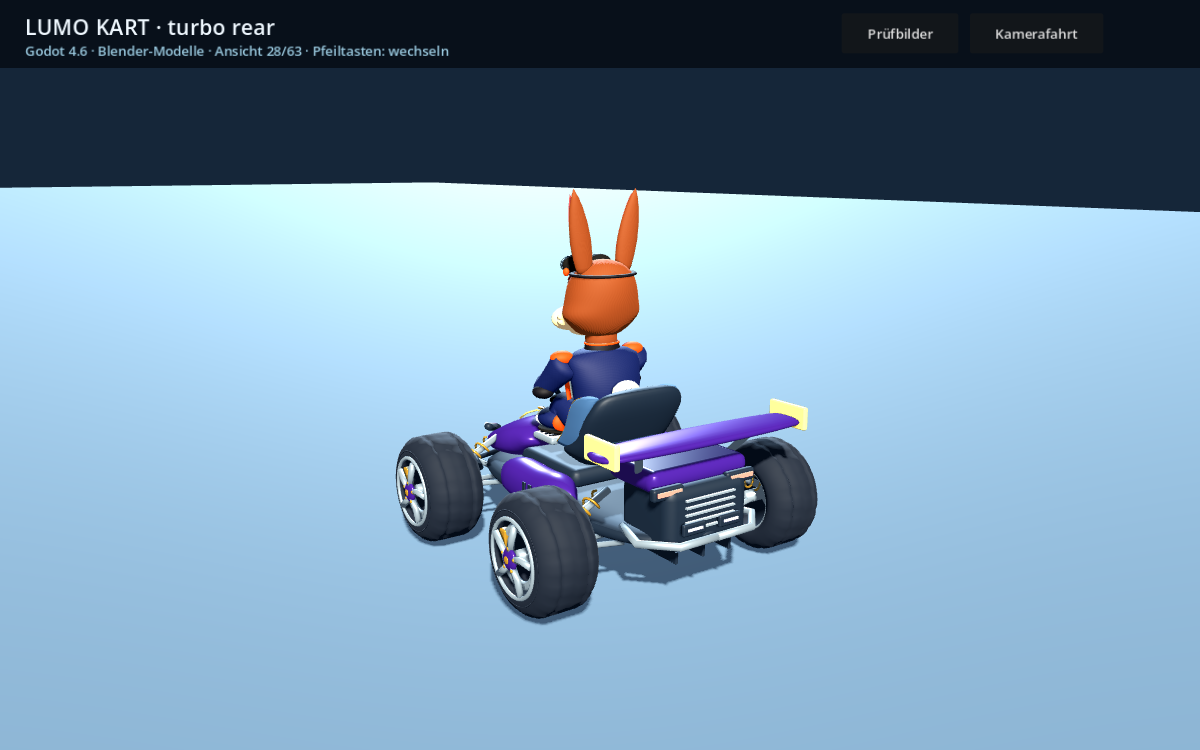 LUMO KART · turbo rear
Godot 4.6 · Blender-Modelle · Ansicht 28/63 · Pfeiltasten: wechseln
Prüfbilder
Kamerafahrt